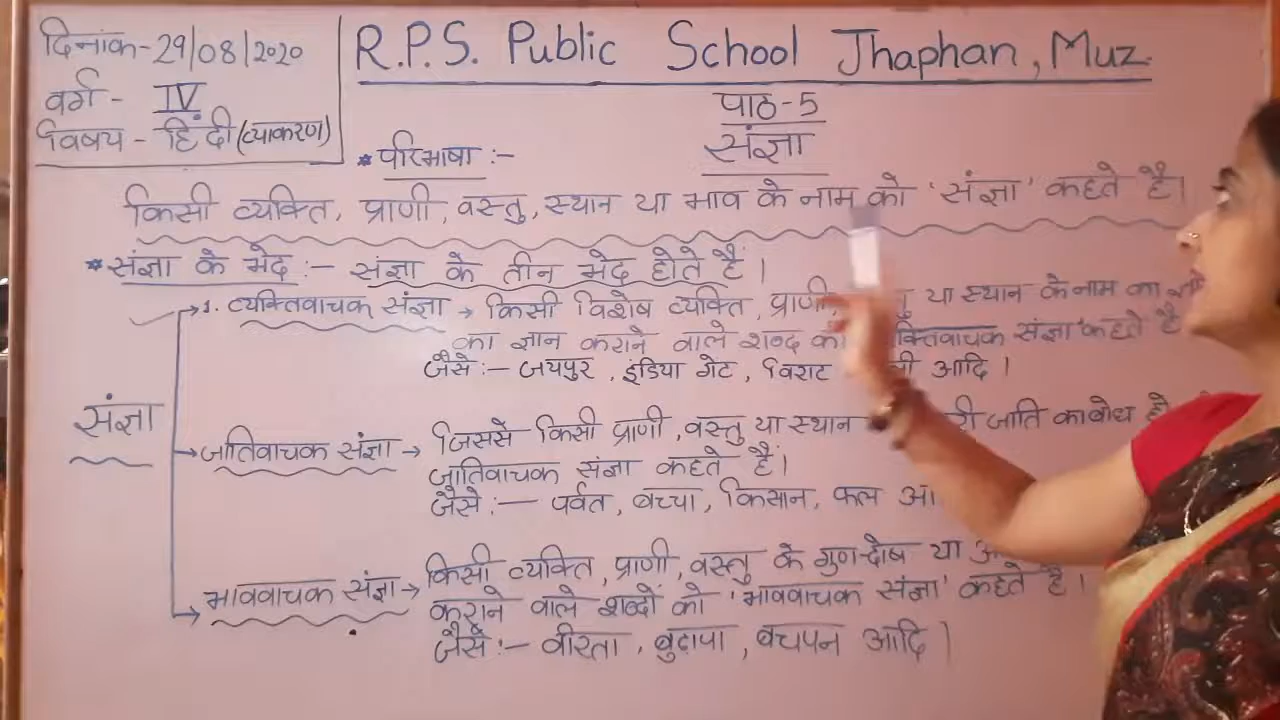 दिनांक-29/08/2020
वर्ग - IV
विषय - हिंदी (व्याकरण)
R.P.S. Public School Jhaphan, Muz.
पाठ-5
संज्ञा
* परिभाषा :-
किसी व्यक्ति, प्राणी, वस्तु, स्थान या भाव के नाम को 'संज्ञा' कहते है।
* संज्ञा के भेद :- संज्ञा के तीन भेद होते हैं।
संज्ञा
1. व्यक्तिवाचक संज्ञा → किसी विशेष व्यक्ति, प्राणी, या स्थान के नाम का
का ज्ञान कराने वाले शब्द को संज्ञा' कहते है
जैसे :- जयपुर, इंडिया गेट, विराट आदि।
जातिवाचक संज्ञा → जिससे किसी प्राणी, वस्तु या स्थान जाति का बोध हो
जातिवाचक संज्ञा कहते हैं।
जैसे :- पर्वत, बच्चा, किसान, फल
भाववाचक संज्ञा → किसी व्यक्ति, प्राणी, वस्तु के गुण-दोष या
कराने वाले शब्दों को 'भाववाचक संज्ञा' कहते है।
जैसे :- वीरता, बुढ़ापा, बचपन आदि।